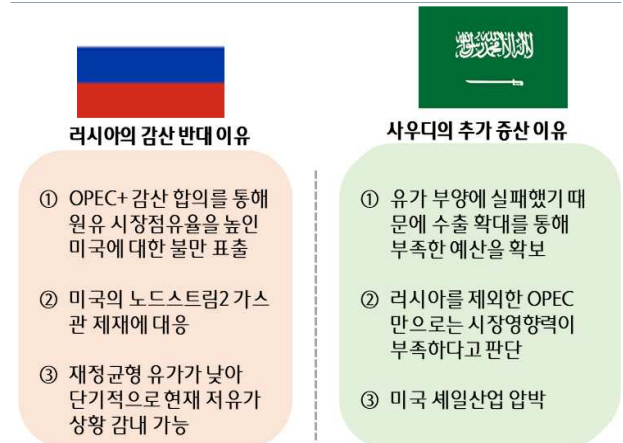 러시아의 감산 반대 이유
① OPEC+ 감산 합의를 통해
원유 시장점유율을 높인
미국에 대한 불만 표출
② 미국의 노드스트림2 가스
관 제재에 대응
③ 재정균형 유가가 낮아
단기적으로 현재 저유가
상황 감내 가능
사우디의 추가 증산 이유
① 유가 부양에 실패했기 때
문에 수출 확대를 통해
부족한 예산을 확보
② 러시아를 제외한 OPEC
만으로는 시장영향력이
부족하다고 판단
③ 미국 셰일산업 압박